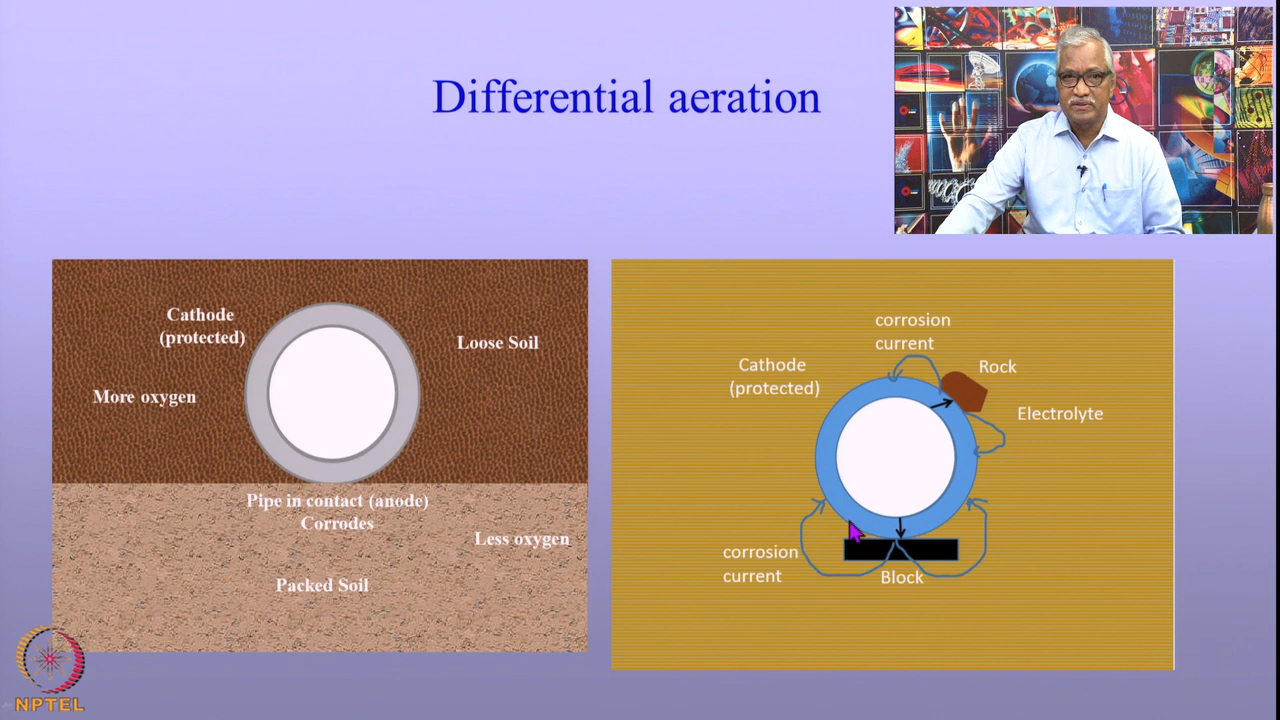 Differential aeration
Cathode
(protected)
Loose Soil
More oxygen
Pipe in contact (anode)
Corrodes
Less oxygen
Packed Soil
corrosion
current
Rock
Cathode
(protected)
Electrolyte
corrosion
current
Block
NPTEL